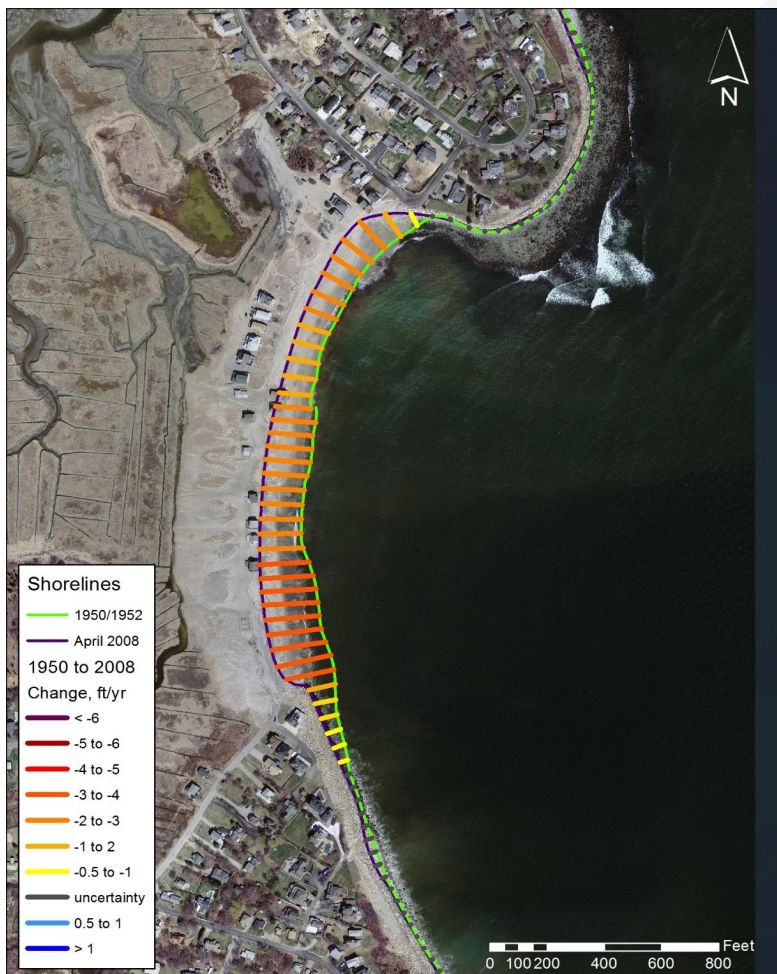 N
Shorelines
1950/1952
April 2008
1950 to 2008
Change, ft/yr
< -6
-5 to -6
-4 to -5
-3 to -4
-2 to -3
-1 to 2
-0.5 to -1
uncertainty
0.5 to 1
> 1
Feet
0 100 200 400 600 800